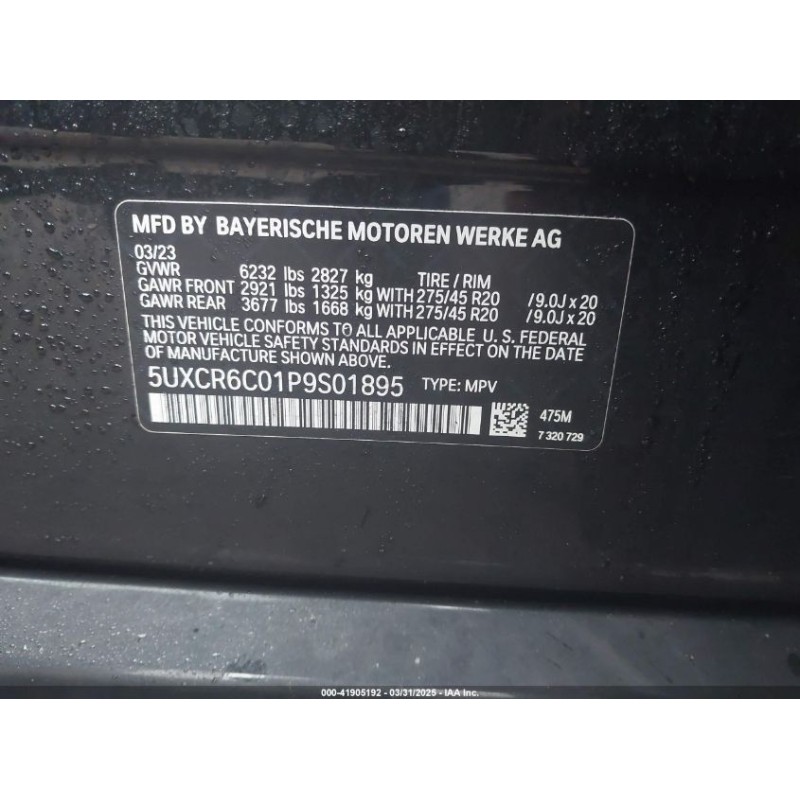 MFD BY BAYERISCHE MOTOREN WERKE AG
03/23
GVWR 6232 lbs 2827 kg TIRE / RIM
GAWR FRONT 2921 lbs 1325 kg WITH 275/45 R20 / 9.0J x 20
GAWR REAR 3677 lbs 1668 kg WITH 275/45 R20 / 9.0J x 20
THIS VEHICLE CONFORMS TO ALL APPLICABLE U. S. FEDERAL
MOTOR VEHICLE SAFETY STANDARDS IN EFFECT ON THE DATE
OF MANUFACTURE SHOWN ABOVE.
5UXCR6C01P9S01895 TYPE: MPV
475M
7 320 729
000-41905192 - 03/31/2025 - IAA Inc.